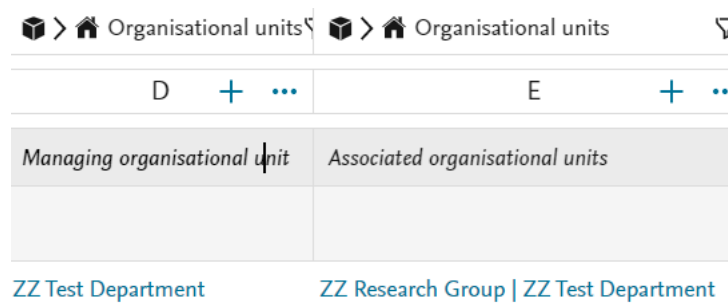 Organisational units Organisational units
D + ... E +
Managing organisational unit Associated organisational units
ZZ Test Department ZZ Research Group | ZZ Test Department